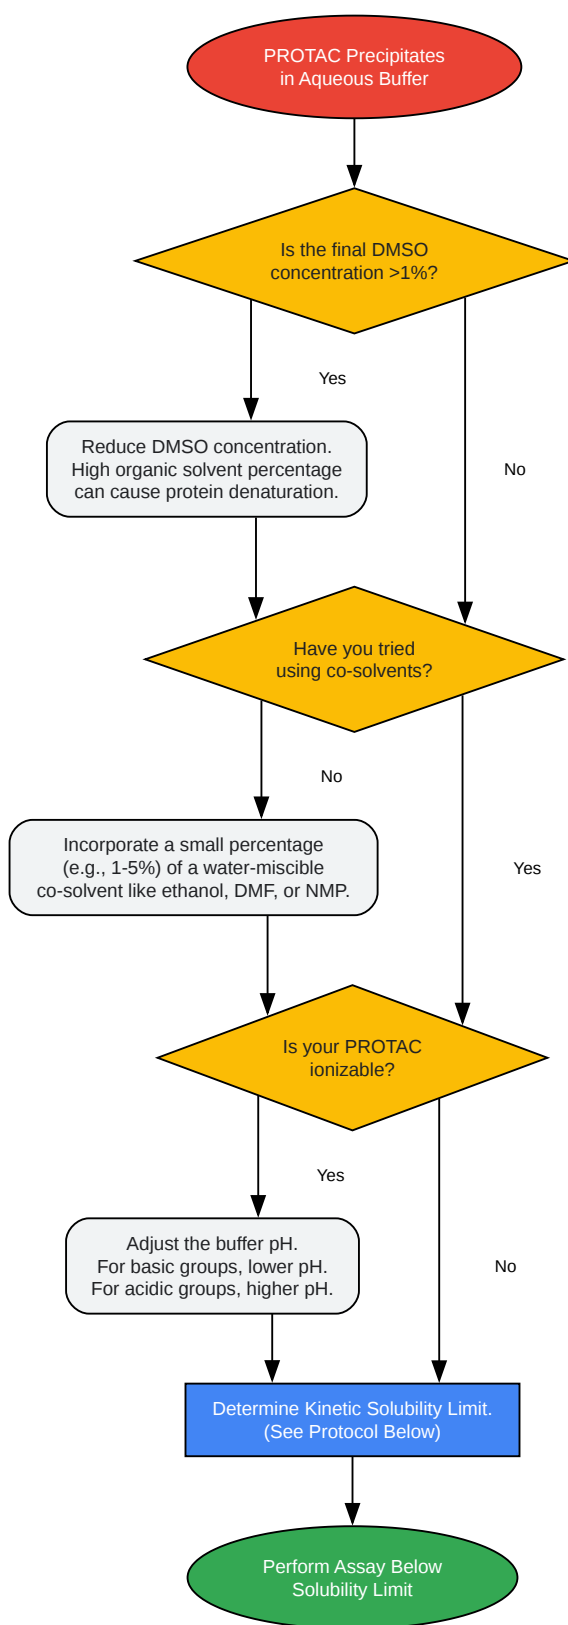 PROTAC Precipitates
in Aqueous Buffer
Is the final DMSO
concentration >1%?
Yes
Reduce DMSO concentration.
High organic solvent percentage
can cause protein denaturation.
No
Have you tried
using co-solvents?
No
Incorporate a small percentage
(e.g., 1-5%) of a water-miscible
co-solvent like ethanol, DMF, or NMP.
Yes
Is your PROTAC
ionizable?
Yes
Adjust the buffer pH.
For basic groups, lower pH.
For acidic groups, higher pH.
No
Determine Kinetic Solubility Limit.
(See Protocol Below)
Perform Assay Below
Solubility Limit